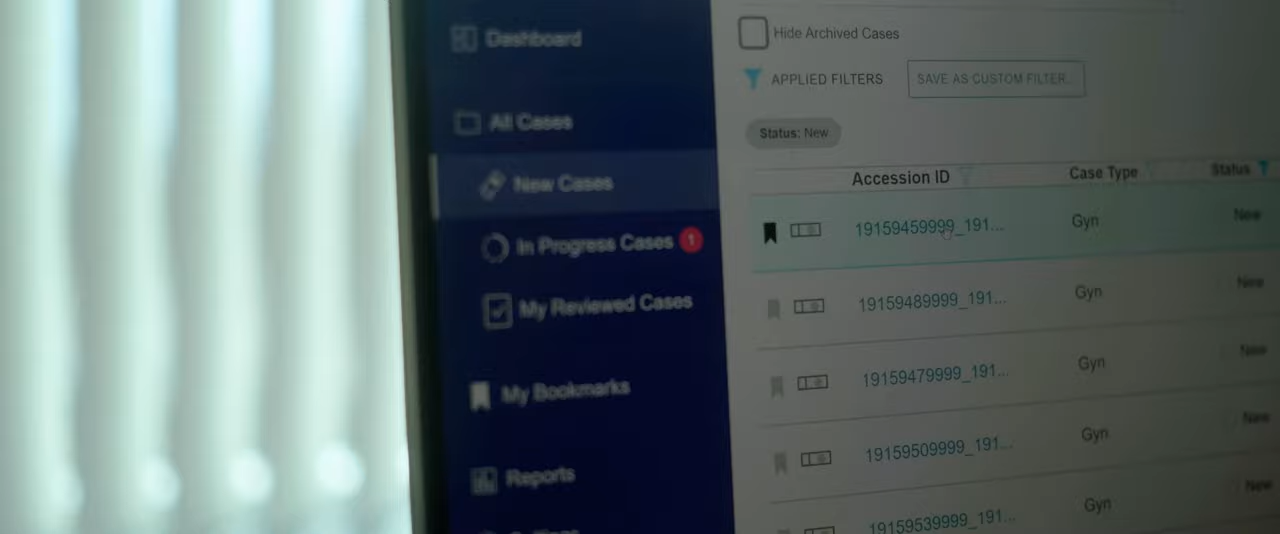 Dashboard
All Cases
New Cases
In Progress Cases 1
My Reviewed Cases
My Bookmarks
Reports
Hide Archived Cases
APPLIED FILTERS SAVE AS CUSTOM FILTER...
Status: New
Accession ID Case Type Status
19159459999_191... Gyn New
19159489999_191... Gyn New
19159479999_191... Gyn New
19159509999_191... Gyn New
19159539999_191... Gyn New